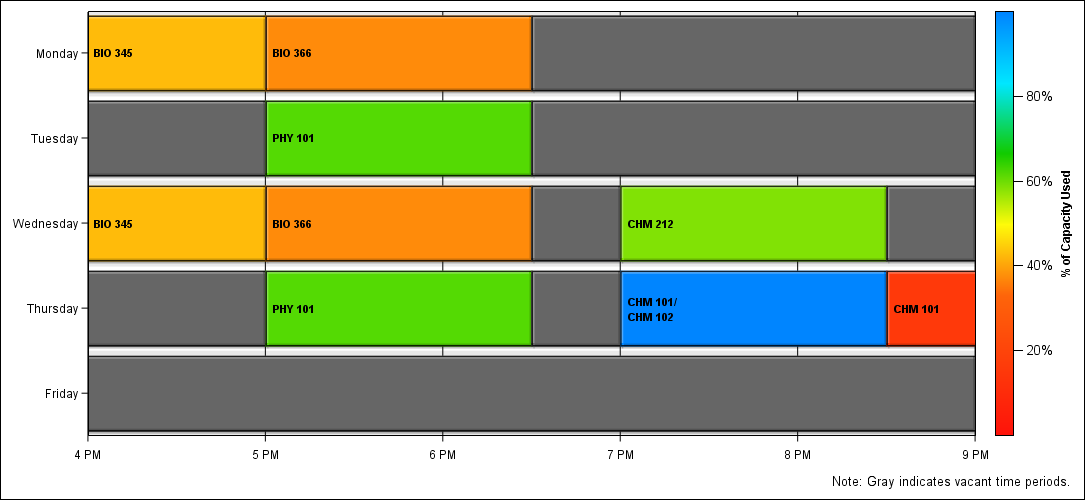 Monday
BIO 345
BIO 366
80%
Tuesday
PHY 101
60%
Wednesday
BIO 345
BIO 366
CHM 212
% of Capacity Used
40%
Thursday
PHY 101
CHM 101/
CHM 102
CHM 101
20%
Friday
4 PM
5 PM
6 PM
7 PM
8 PM
9 PM
Note: Gray indicates vacant time periods.